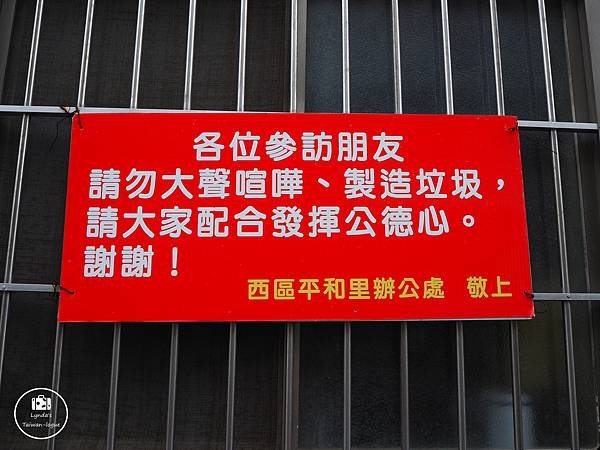 各位參訪朋友
請勿大聲喧嘩、製造垃圾，
請大家配合發揮公德心。
謝謝！
西區平和里辦公處 敬上
Lynda's
Taiwan-logue